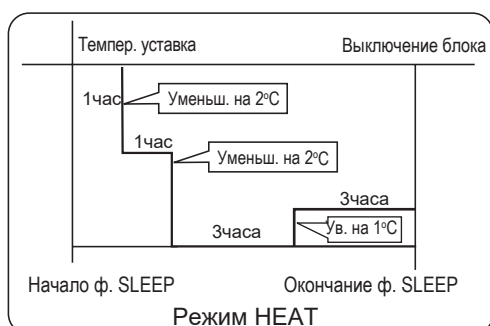 Темпер. уставка
Выключение блока
1час
Уменьш. на 2°C
1час
Уменьш. на 2°C
3часа
3часа
Ув. на 1°C
Начало ф. SLEEP
Окончание ф. SLEEP
Режим HEAT